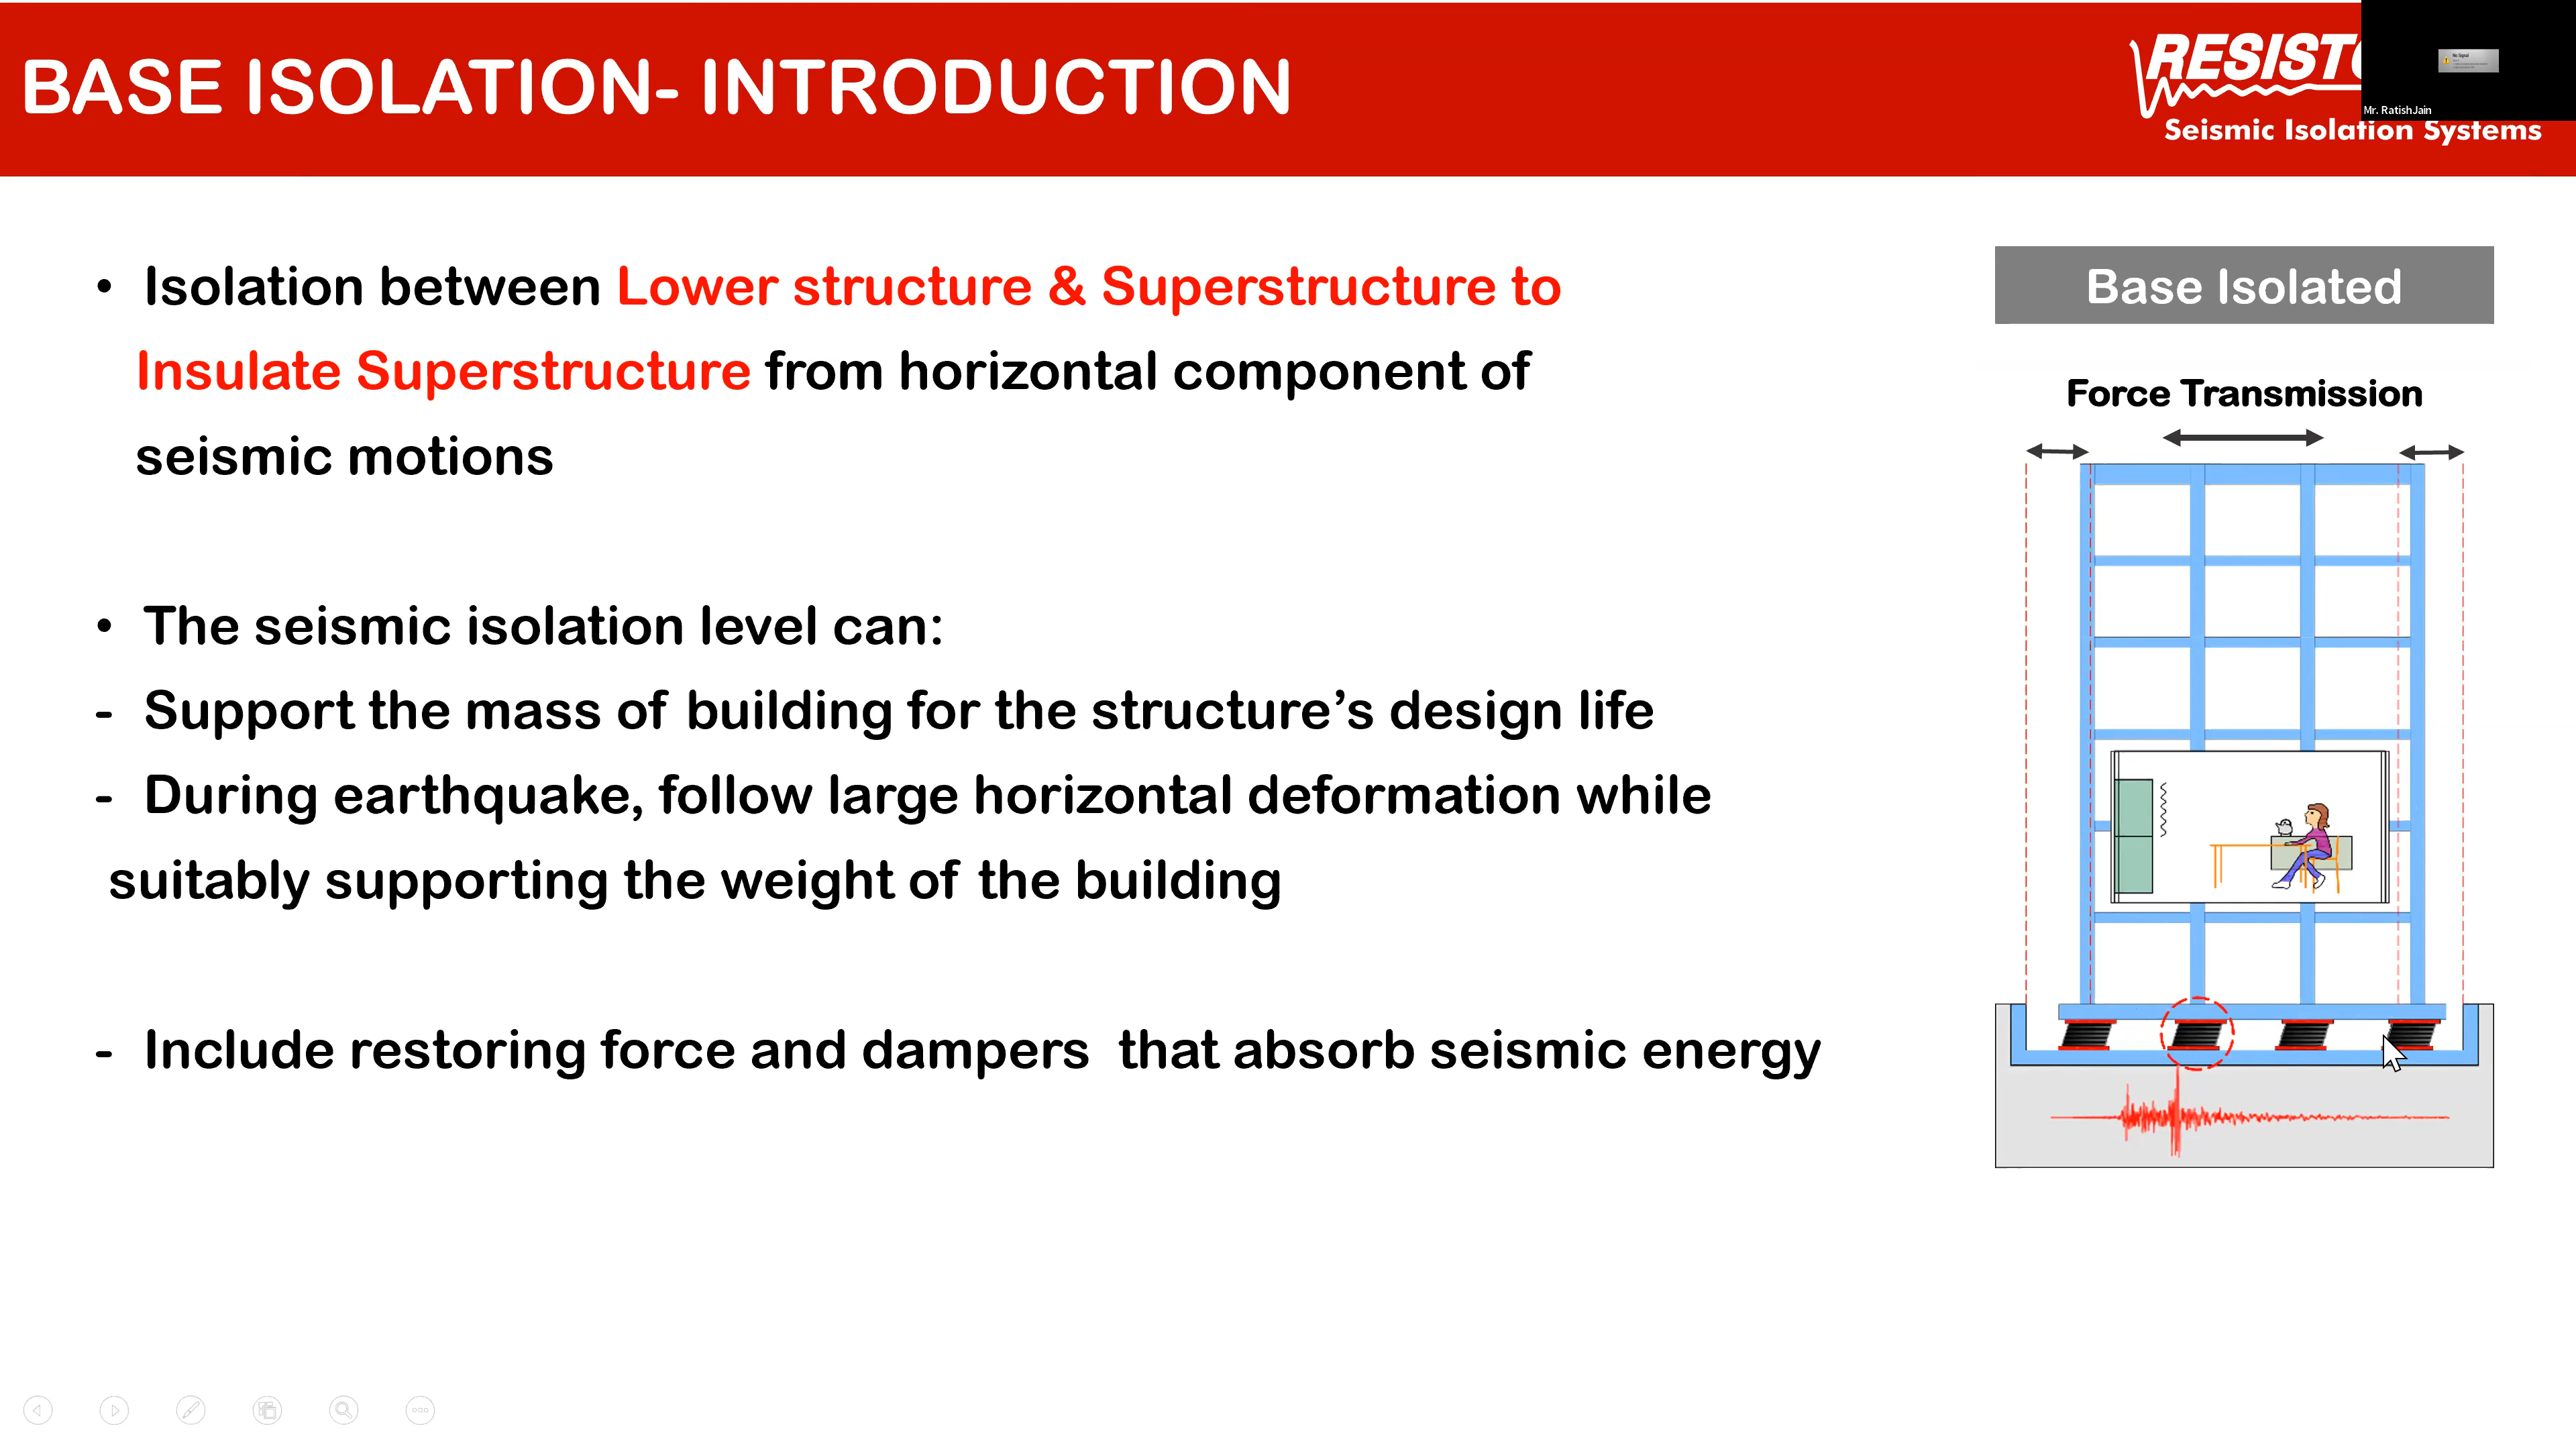 BASE ISOLATION- INTRODUCTION
Seismic Isolation Systems
Mr. RatishJain
• Isolation between Lower structure & Superstructure to
Insulate Superstructure from horizontal component of
seismic motions
• The seismic isolation level can:
- Support the mass of building for the structure’s design life
- During earthquake, follow large horizontal deformation while
suitably supporting the weight of the building
- Include restoring force and dampers that absorb seismic energy
Base Isolated
Force Transmission